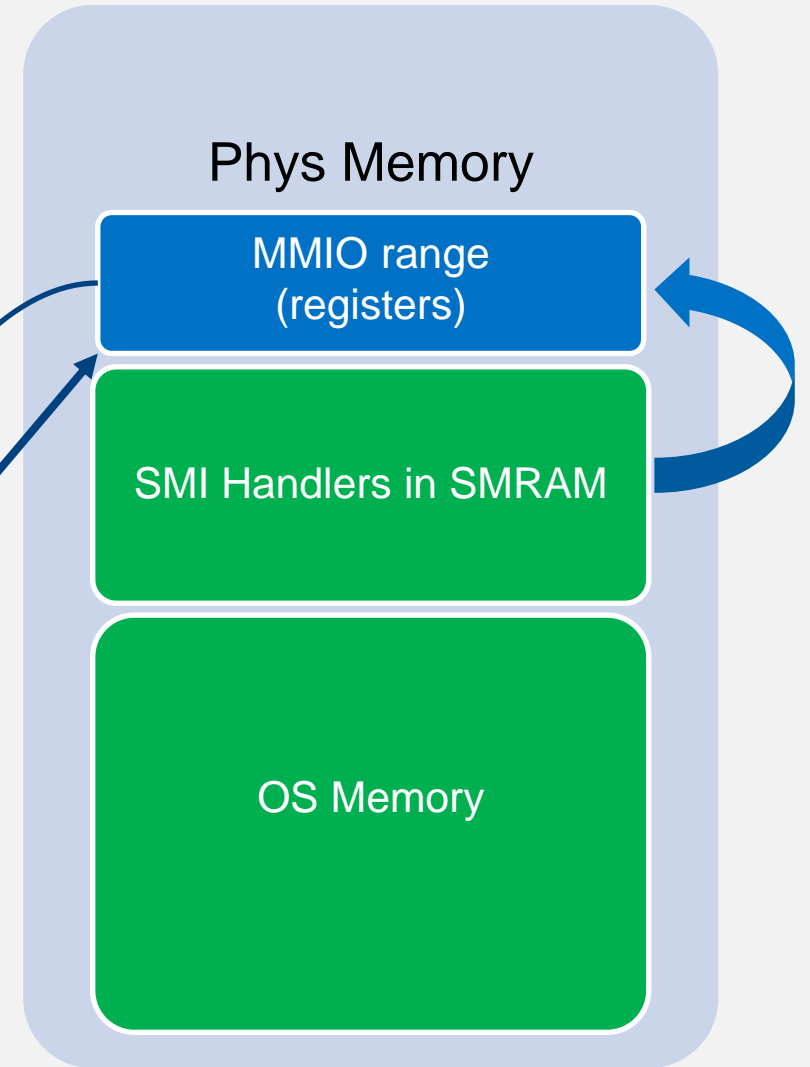 Phys Memory
MMIO range
(registers)
SMI Handlers in SMRAM
OS Memory